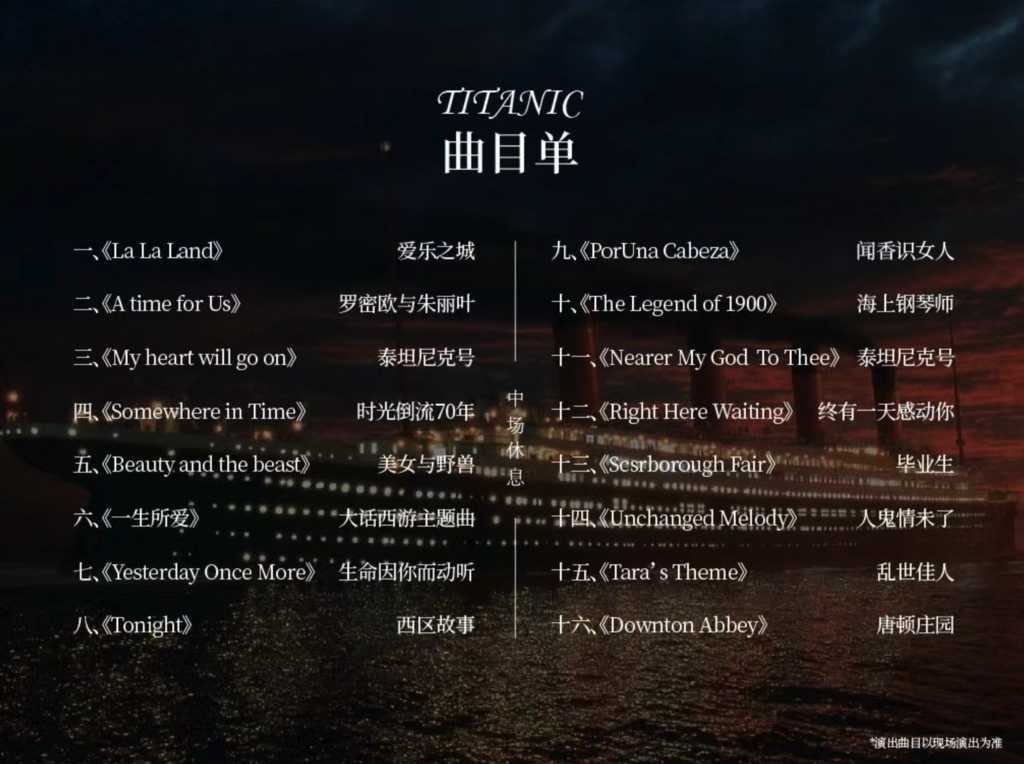 TITANIC
曲目单
一、《La La Land》 爱乐之城
二、《A time for Us》 罗密欧与朱丽叶
三、《My heart will go on》 泰坦尼克号
四、《Somewhere in Time》 时光倒流70年
五、《Beauty and the beast》 美女与野兽
六、《一生所爱》 大话西游主题曲
七、《Yesterday Once More》 生命因你而动听
八、《Tonight》 西区故事
中场休息
九、《PorUna Cabeza》 闻香识女人
十、《The Legend of 1900》 海上钢琴师
十一、《Nearer My God To Thee》 泰坦尼克号
十二、《Right Here Waiting》 终有一天感动你
十三、《Scsrborough Fair》 毕业生
十四、《Unchanged Melody》 人鬼情未了
十五、《Tara's Theme》 乱世佳人
十六、《Downton Abbey》 唐顿庄园
*演出曲目以现场演出为准